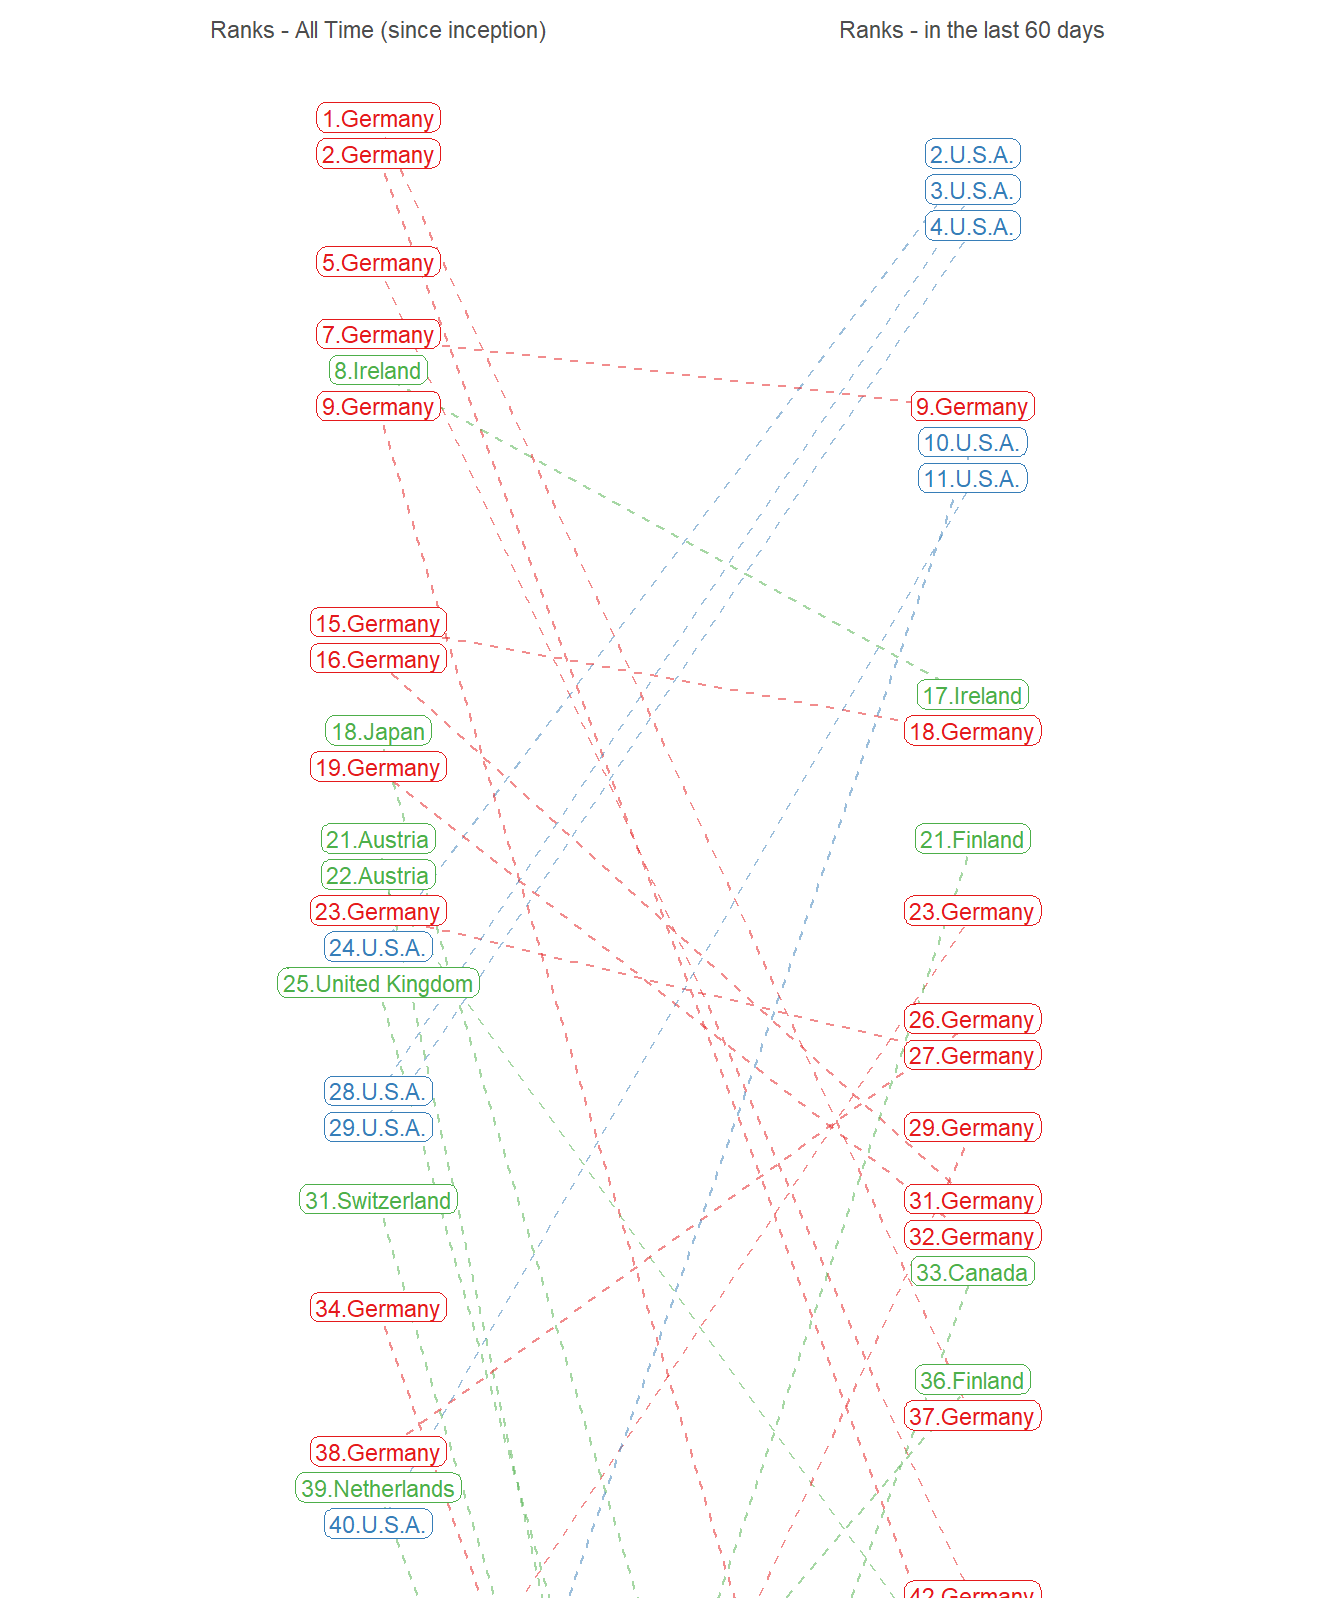 Ranks - All Time (since inception)
Ranks - in the last 60 days
1.Germany
2.Germany
2.U.S.A.
3.U.S.A.
4.U.S.A.
5.Germany
7.Germany
8.Ireland
9.Germany
9.Germany
10.U.S.A.
11.U.S.A.
15.Germany
16.Germany
17.Ireland
18.Japan
18.Germany
19.Germany
21.Austria
21.Finland
22.Austria
23.Germany
23.Germany
24.U.S.A.
25.United Kingdom
26.Germany
27.Germany
28.U.S.A.
29.U.S.A.
29.Germany
31.Switzerland
31.Germany
32.Germany
33.Canada
34.Germany
36.Finland
37.Germany
38.Germany
39.Netherlands
40.U.S.A.
42.Germany